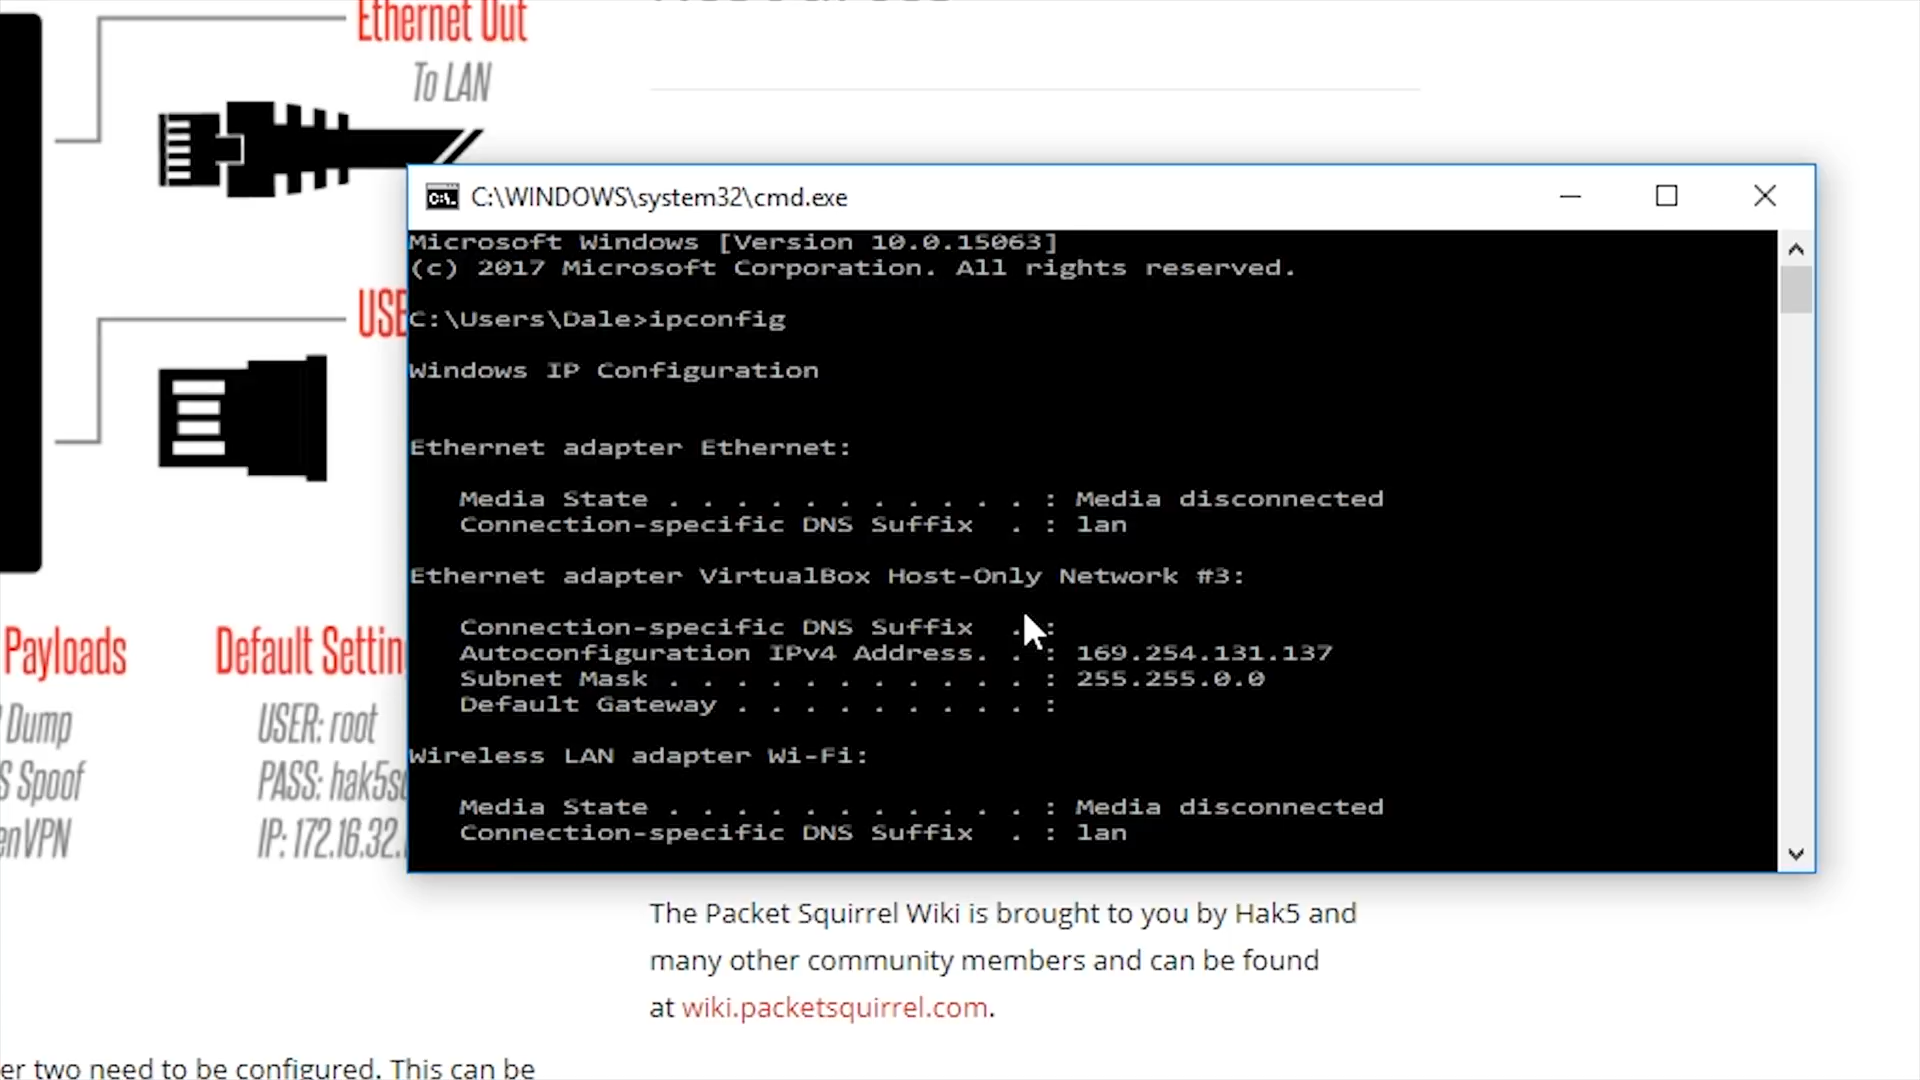 Ethernet Out
To LAN
C:\WINDOWS\system32\cmd.exe
Microsoft Windows [Version 10.0.15063]
(c) 2017 Microsoft Corporation. All rights reserved.
C:\Users\Dale>ipconfig
Windows IP Configuration
Ethernet adapter Ethernet:
Media State . . . . . . . . . . . : Media disconnected
Connection-specific DNS Suffix  . : lan
Ethernet adapter VirtualBox Host-Only Network #3:
Connection-specific DNS Suffix  . :
Autoconfiguration IPv4 Address. . : 169.254.131.137
Subnet Mask . . . . . . . . . . . : 255.255.0.0
Default Gateway . . . . . . . . . :
Wireless LAN adapter Wi-Fi:
Media State . . . . . . . . . . . : Media disconnected
Connection-specific DNS Suffix  . : lan
USB
Payloads
Dump
Spoof
enVPN
Default Settin
USER: root
PASS: hak5s
IP: 172.16.32.
The Packet Squirrel Wiki is brought to you by Hak5 and
many other community members and can be found
at wiki.packetsquirrel.com.
er two need to be configured. This can be